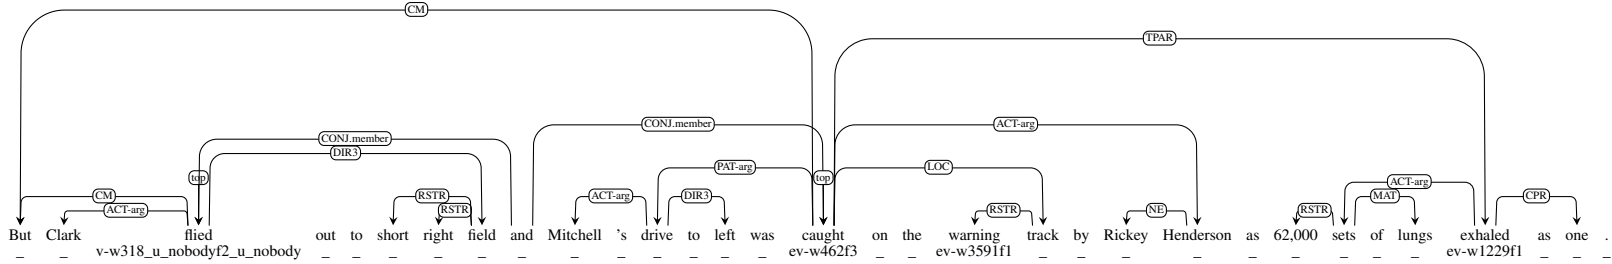 CM
TPAR
CONJ.member
ACT-arg
CONJ.member
DIR3
PAT-arg
LOC
top
top
ACT-arg
CM
RSTR
ACT-arg
DIR3
MAT
CPR
ACT-arg
RSTR
RSTR
NE
RSTR
But Clark flied out to short right field and Mitchell 's drive to left was caught on the warning track by Rickey Henderson as 62,000 sets of lungs exhaled as one .
_ _ v-w318_u_nobodyf2_u_nobody _ _ _ _ _ _ _ _ _ _ _ _ ev-w462f3 _ _ ev-w3591f1 _ _ _ _ _ _ _ _ _ ev-w1229f1 _ _ _